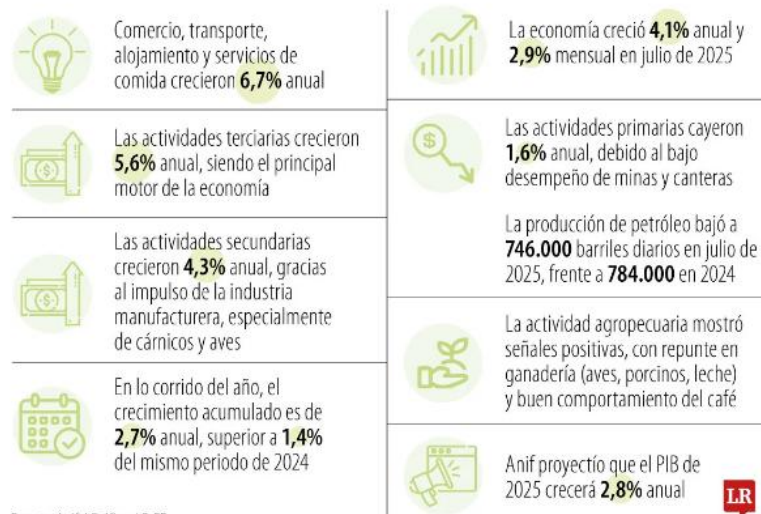 Comercio, transporte,
alojamiento y servicios de
comida crecieron 6,7% anual
Las actividades terciarias crecieron
5,6% anual, siendo el principal
motor de la economía
Las actividades secundarias
crecieron 4,3% anual, gracias
al impulso de la industria
manufacturera, especialmente
de cárnicos y aves
En lo corrido del año, el
crecimiento acumulado es de
2,7% anual, superior a 1,4%
del mismo periodo de 2024
La economía creció 4,1% anual y
2,9% mensual en julio de 2025
Las actividades primarias cayeron
1,6% anual, debido al bajo
desempeño de minas y canteras
La producción de petróleo bajó a
746.000 barriles diarios en julio de
2025, frente a 784.000 en 2024
La actividad agropecuaria mostró
señales positivas, con repunte en
ganadería (aves, porcinos, leche)
y buen comportamiento del café
Anif proyectío que el PIB de
2025 crecerá 2,8% anual
LR